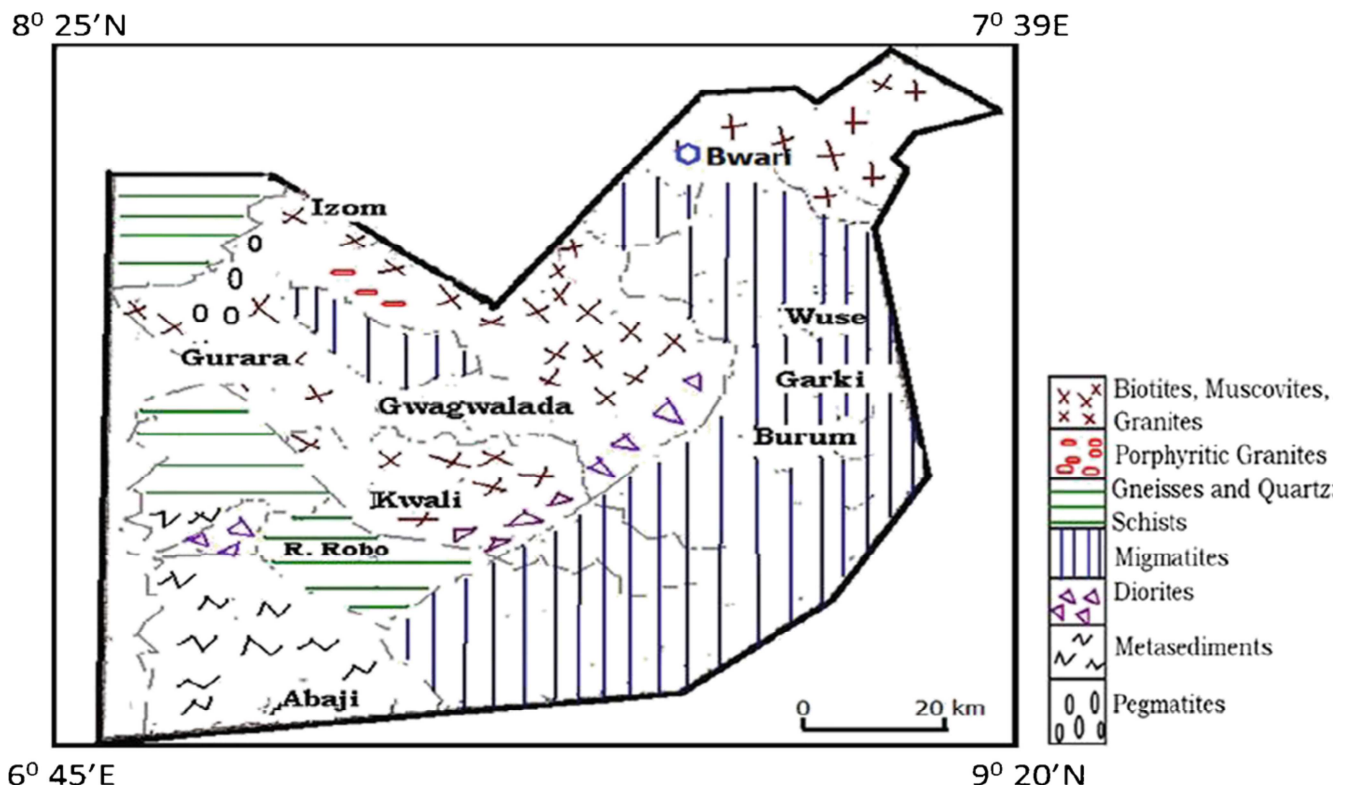 8⁰ 25′N
7⁰ 39E
Bwari
Izom
Wuse
Gurara
Garki
Gwagwalada
Burum
Kwali
R. Robo
Abaji
0 20 km
Biotites, Muscovites,
Granites
Porphyritic Granites
Gneisses and Quartz
Schists
Migmatites
Diorites
Metasediments
Pegmatites
6⁰ 45′E
9⁰ 20′N